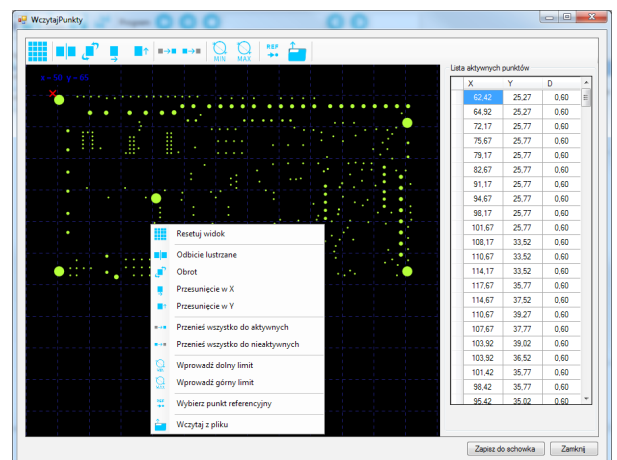 WczytajPunkty
MIN MAX REF
Lista aktywnych punktów
X Y D
62,42 25,27 0,60
64,92 25,27 0,60
72,17 25,77 0,60
75,67 25,77 0,60
79,17 25,77 0,60
82,67 25,77 0,60
91,17 25,77 0,60
94,67 25,77 0,60
98,17 25,77 0,60
101,67 25,77 0,60
108,17 33,52 0,60
110,67 33,52 0,60
114,17 33,52 0,60
117,67 35,77 0,60
114,67 37,52 0,60
110,67 39,27 0,60
107,67 37,77 0,60
103,92 39,02 0,60
103,92 36,52 0,60
101,42 35,77 0,60
98,42 35,77 0,60
95,42 35,02 0,60
Resetuj widok
Odbicie lustrzane
Obrot
Przesunięcie w X
Przesunięcie w Y
Przenieś wszystko do aktywnych
Przenieś wszystko do nieaktywnych
Wprowadź dolny limit
Wprowadź górny limit
Wybierz punkt referencyjny
Wczytaj z pliku
Zapisz do schowka
Zamknij